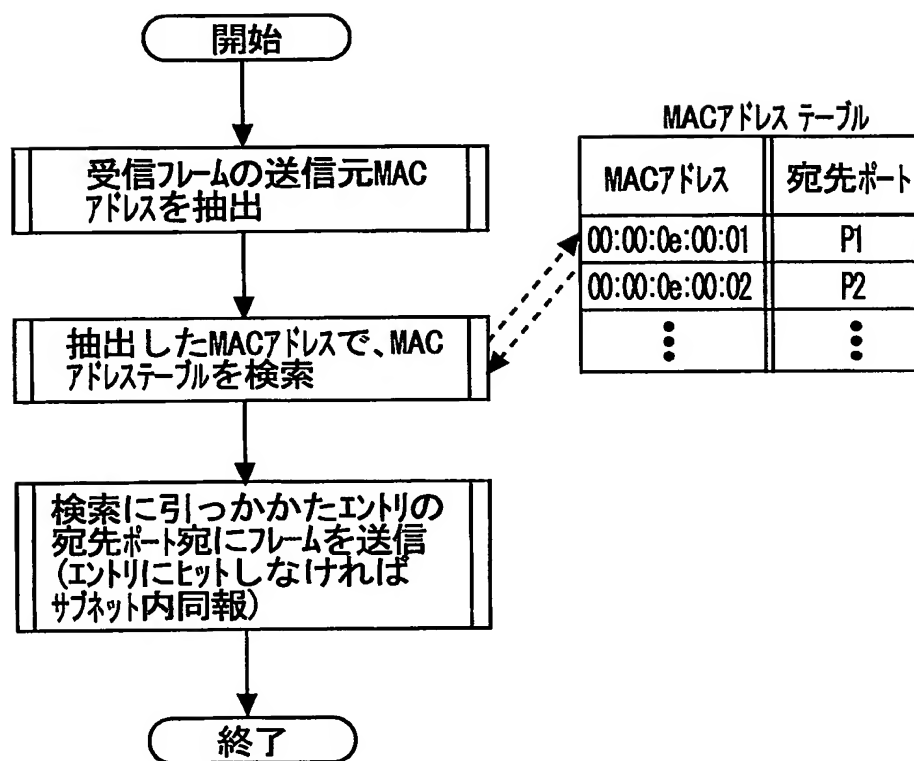 開始
受信フレームの送信元MAC
アドレスを抽出
抽出したMACアドレスで、MAC
アドレステーブルを検索
検索に引っかかたエントリの
宛先ポート宛にフレームを送信
(エントリにヒットしなければ
サブネット内同報)
終了
MACアドレス テーブル
MACアドレス 宛先ポート
00:00:0e:00:01 P1
00:00:0e:00:02 P2